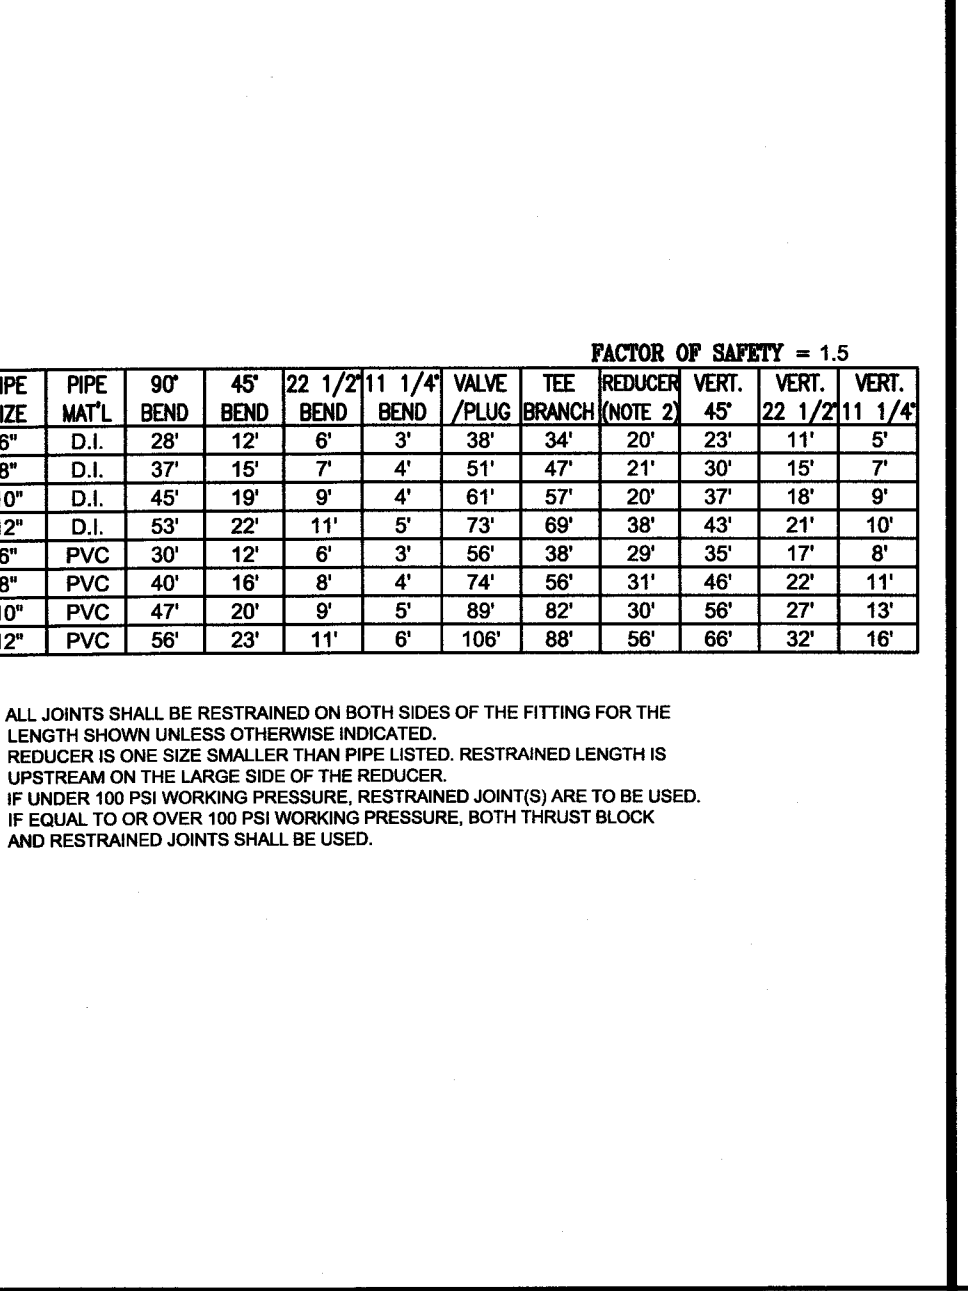 FACTOR OF SAFETY = 1.5
IPE PIPE 90° 45° 22 1/2° 11 1/4° VALVE TEE REDUCER VERT. VERT. VERT.
IZE MAT'L BEND BEND BEND BEND /PLUG BRANCH (NOTE 2) 45° 22 1/2° 11 1/4°
6" D.I. 28' 12' 6' 3' 38' 34' 20' 23' 11' 5'
8" D.I. 37' 15' 7' 4' 51' 47' 21' 30' 15' 7'
0" D.I. 45' 19' 9' 4' 61' 57' 20' 37' 18' 9'
2" D.I. 53' 22' 11' 5' 73' 69' 38' 43' 21' 10'
6" PVC 30' 12' 6' 3' 56' 38' 29' 35' 17' 8'
8" PVC 40' 16' 8' 4' 74' 56' 31' 46' 22' 11'
10" PVC 47' 20' 9' 5' 89' 82' 30' 56' 27' 13'
12" PVC 56' 23' 11' 6' 106' 88' 56' 66' 32' 16'
ALL JOINTS SHALL BE RESTRAINED ON BOTH SIDES OF THE FITTING FOR THE
LENGTH SHOWN UNLESS OTHERWISE INDICATED.
REDUCER IS ONE SIZE SMALLER THAN PIPE LISTED. RESTRAINED LENGTH IS
UPSTREAM ON THE LARGE SIDE OF THE REDUCER.
IF UNDER 100 PSI WORKING PRESSURE, RESTRAINED JOINT(S) ARE TO BE USED.
IF EQUAL TO OR OVER 100 PSI WORKING PRESSURE, BOTH THRUST BLOCK
AND RESTRAINED JOINTS SHALL BE USED.